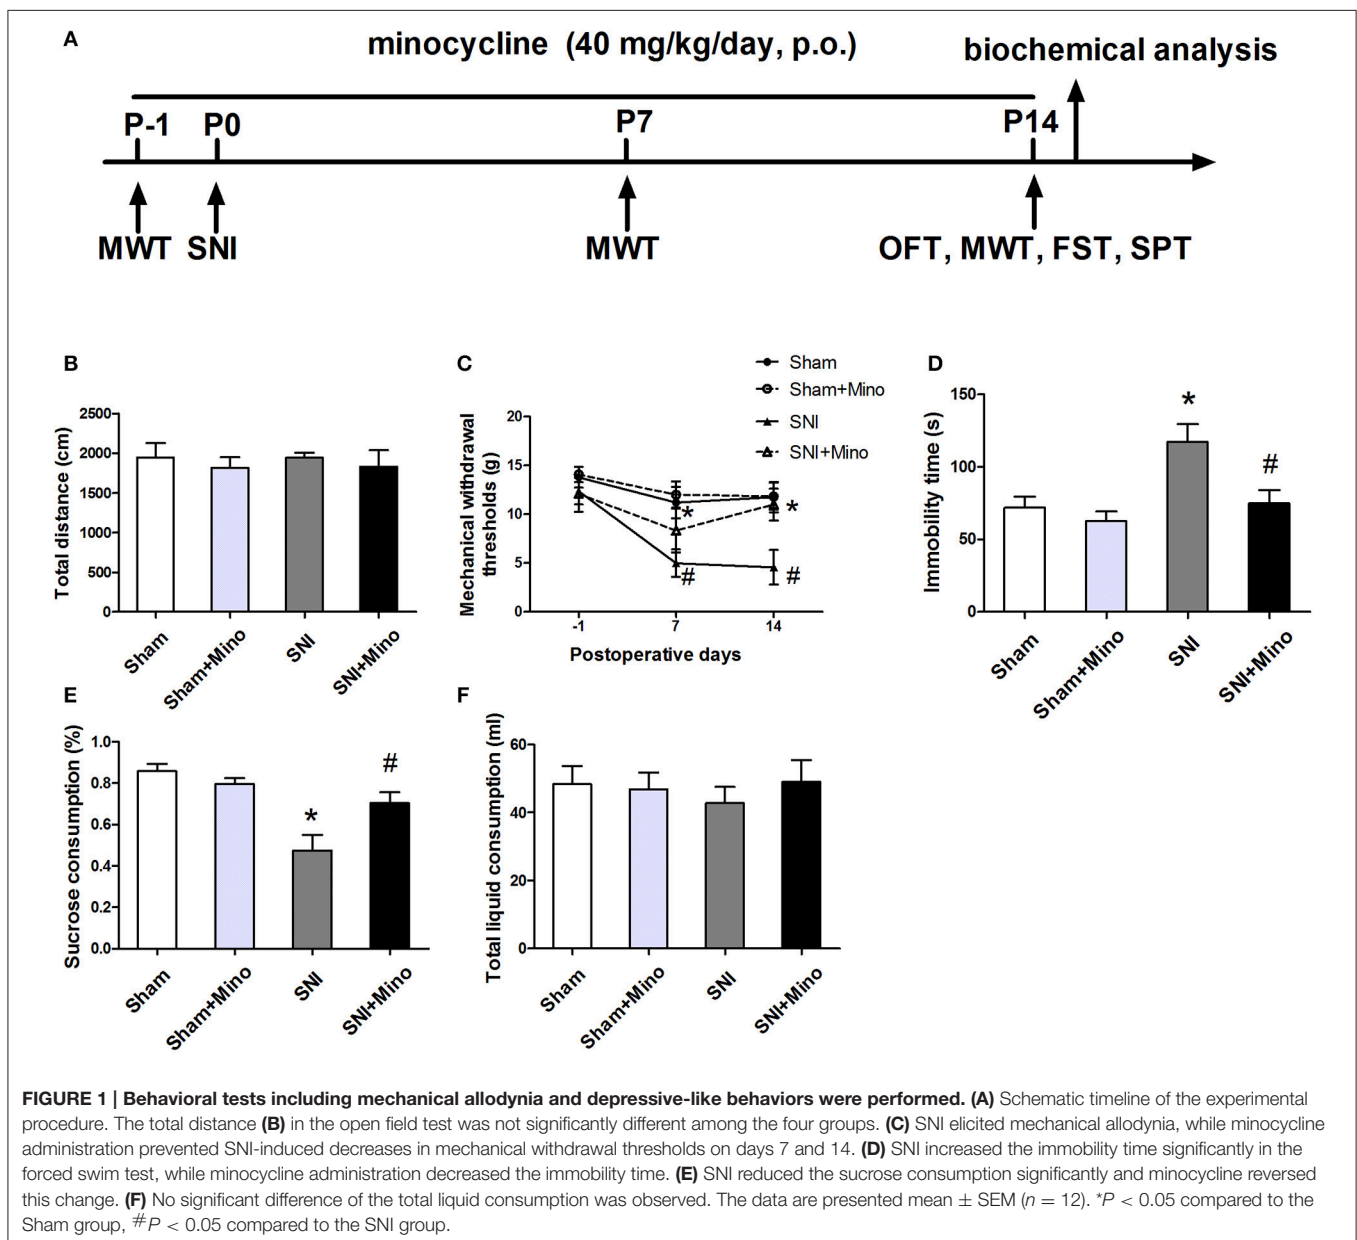 A
minocycline (40 mg/kg/day, p.o.)
biochemical analysis
P-1 P0 P7 P14
MWT SNI MWT OFT, MWT, FST, SPT
B
Total distance (cm)
2500
2000
1500
1000
500
0
Sham Sham+Mino SNI SNI+Mino
C
Sham
Sham+Mino
SNI
SNI+Mino
Mechanical withdrawal
thresholds (g)
20
15
10
5
0
* *
# #
-1 7 14
Postoperative days
D
Immobility time (s)
150
100
50
0
*
#
Sham Sham+Mino SNI SNI+Mino
E
Sucrose consumption (%)
1.0
0.8
0.6
0.4
0.2
0.0
*
#
Sham Sham+Mino SNI SNI+Mino
F
Total liquid consumption (ml)
60
40
20
0
Sham Sham+Mino SNI SNI+Mino
FIGURE 1 | Behavioral tests including mechanical allodynia and depressive-like behaviors were performed. (A) Schematic timeline of the experimental
procedure. The total distance (B) in the open field test was not significantly different among the four groups. (C) SNI elicited mechanical allodynia, while minocycline
administration prevented SNI-induced decreases in mechanical withdrawal thresholds on days 7 and 14. (D) SNI increased the immobility time significantly in the
forced swim test, while minocycline administration decreased the immobility time. (E) SNI reduced the sucrose consumption significantly and minocycline reversed
this change. (F) No significant difference of the total liquid consumption was observed. The data are presented mean ± SEM (n = 12). *P < 0.05 compared to the
Sham group, #P < 0.05 compared to the SNI group.